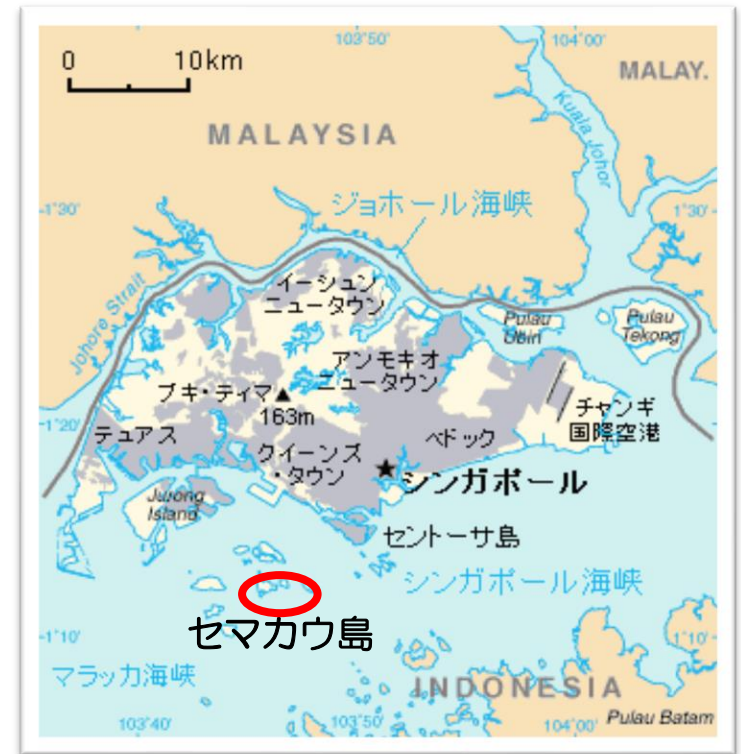 103°50'
104°00'
0 10km
MALAY.
MALAYSIA
Kuala Johor
1°30'
ジョホール海峡
1°30'
Johore Strait
イーシュン
ニュータウン
Pulau
Ubin
Pulau
Tekong
アンモキオ
ニュータウン
ブキ・ティマ
163m
チャンギ
国際空港
1°20'
テュアス
クイーンズ
・タウン
ベドック
シンガポール
Jurong
Island
セントーサ島
シンガポール海峡
セマカウ島
1°10'
1°10'
マラッカ海峡
INDONESIA
103°40'
103°50'
104°00'
Pulau Batam